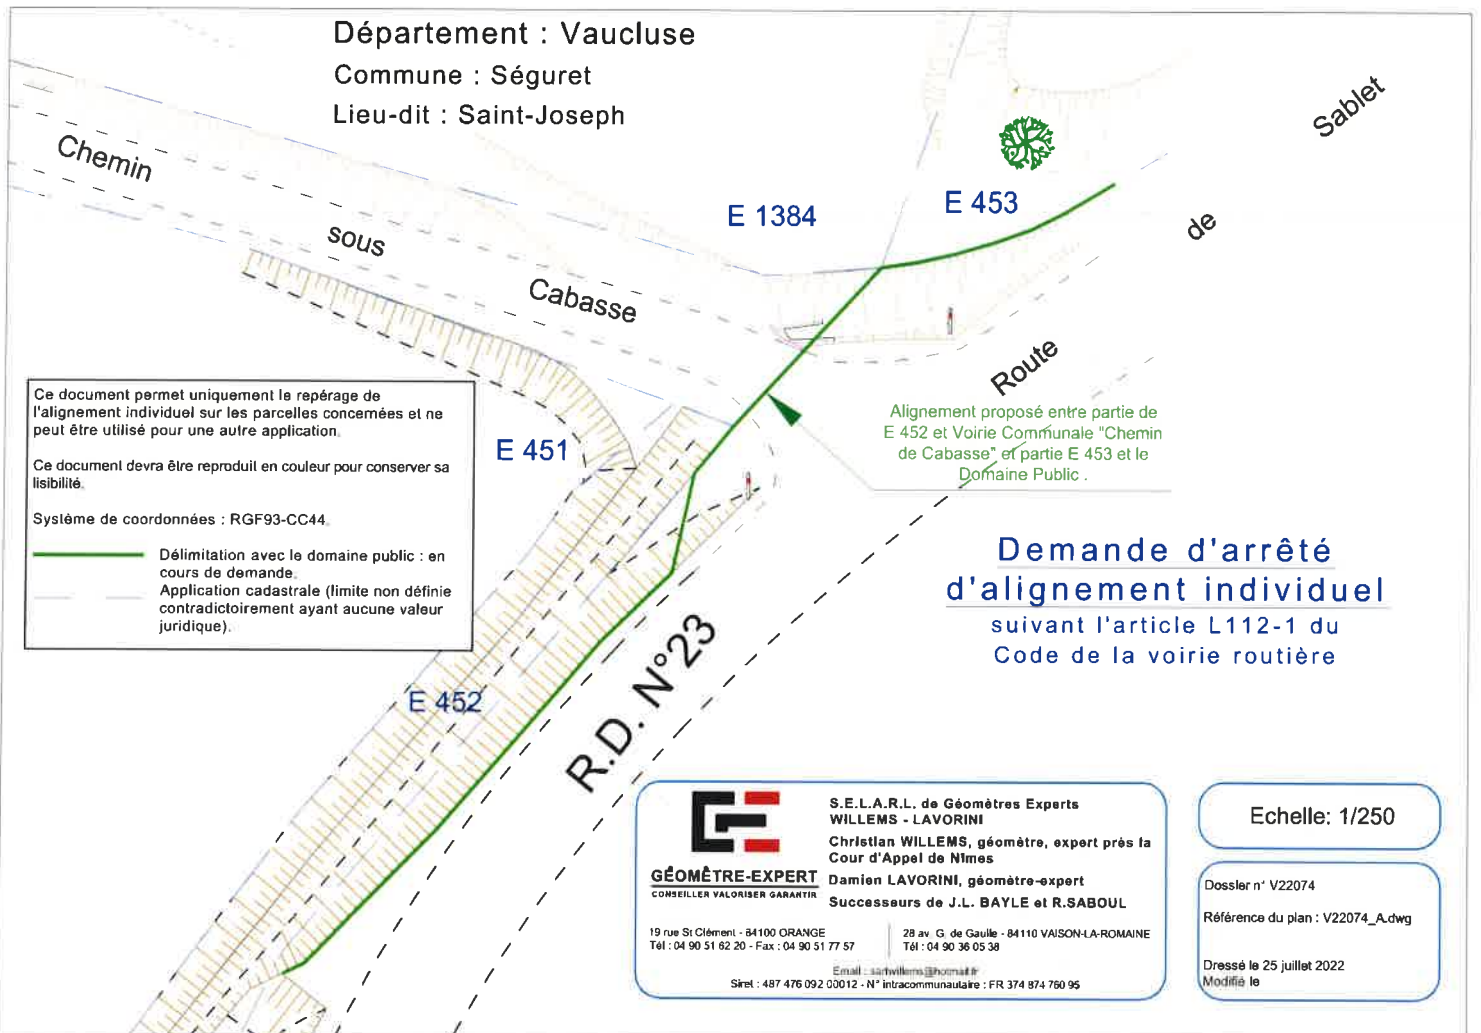 Département : Vaucluse
Commune : Séguret
Lieu-dit : Saint-Joseph
Chemin
sous
Cabasse
Sablet
de
Route
R.D. N°23
E 1384
E 453
E 451
E 452
Ce document permet uniquement le repérage de
l'alignement individuel sur les parcelles concernées et ne
peut être utilisé pour une autre application.
Ce document devra être reproduit en couleur pour conserver sa
lisibilité.
Système de coordonnées : RGF93-CC44.
Délimitation avec le domaine public : en
cours de demande.
Application cadastrale (limite non définie
contradictoirement ayant aucune valeur
juridique).
Alignement proposé entre partie de
E 452 et Voirie Communale "Chemin
de Cabasse" et partie E 453 et le
Domaine Public .
Demande d'arrêté
d'alignement individuel
suivant l'article L112-1 du
Code de la voirie routière
GÉOMÈTRE-EXPERT
CONSEILLER VALORISER GARANTIR
S.E.L.A.R.L. de Géomètres Experts
WILLEMS - LAVORINI
Christian WILLEMS, géomètre, expert près la
Cour d'Appel de Nîmes
Damien LAVORINI, géomètre-expert
Successeurs de J.L. BAYLE et R.SABOUL
19 rue St Clément - 84100 ORANGE
Tél : 04 90 51 62 20 - Fax : 04 90 51 77 57
28 av. G. de Gaulle - 84110 VAISON-LA-ROMAINE
Tél : 04 90 36 05 38
Email : sarlwillems@hotmail.fr
Siret : 487 476 092 00012 - N° intracommunautaire : FR 374 874 760 95
Echelle: 1/250
Dossier n° V22074
Référence du plan : V22074_A.dwg
Dressé le 25 juillet 2022
Modifié le